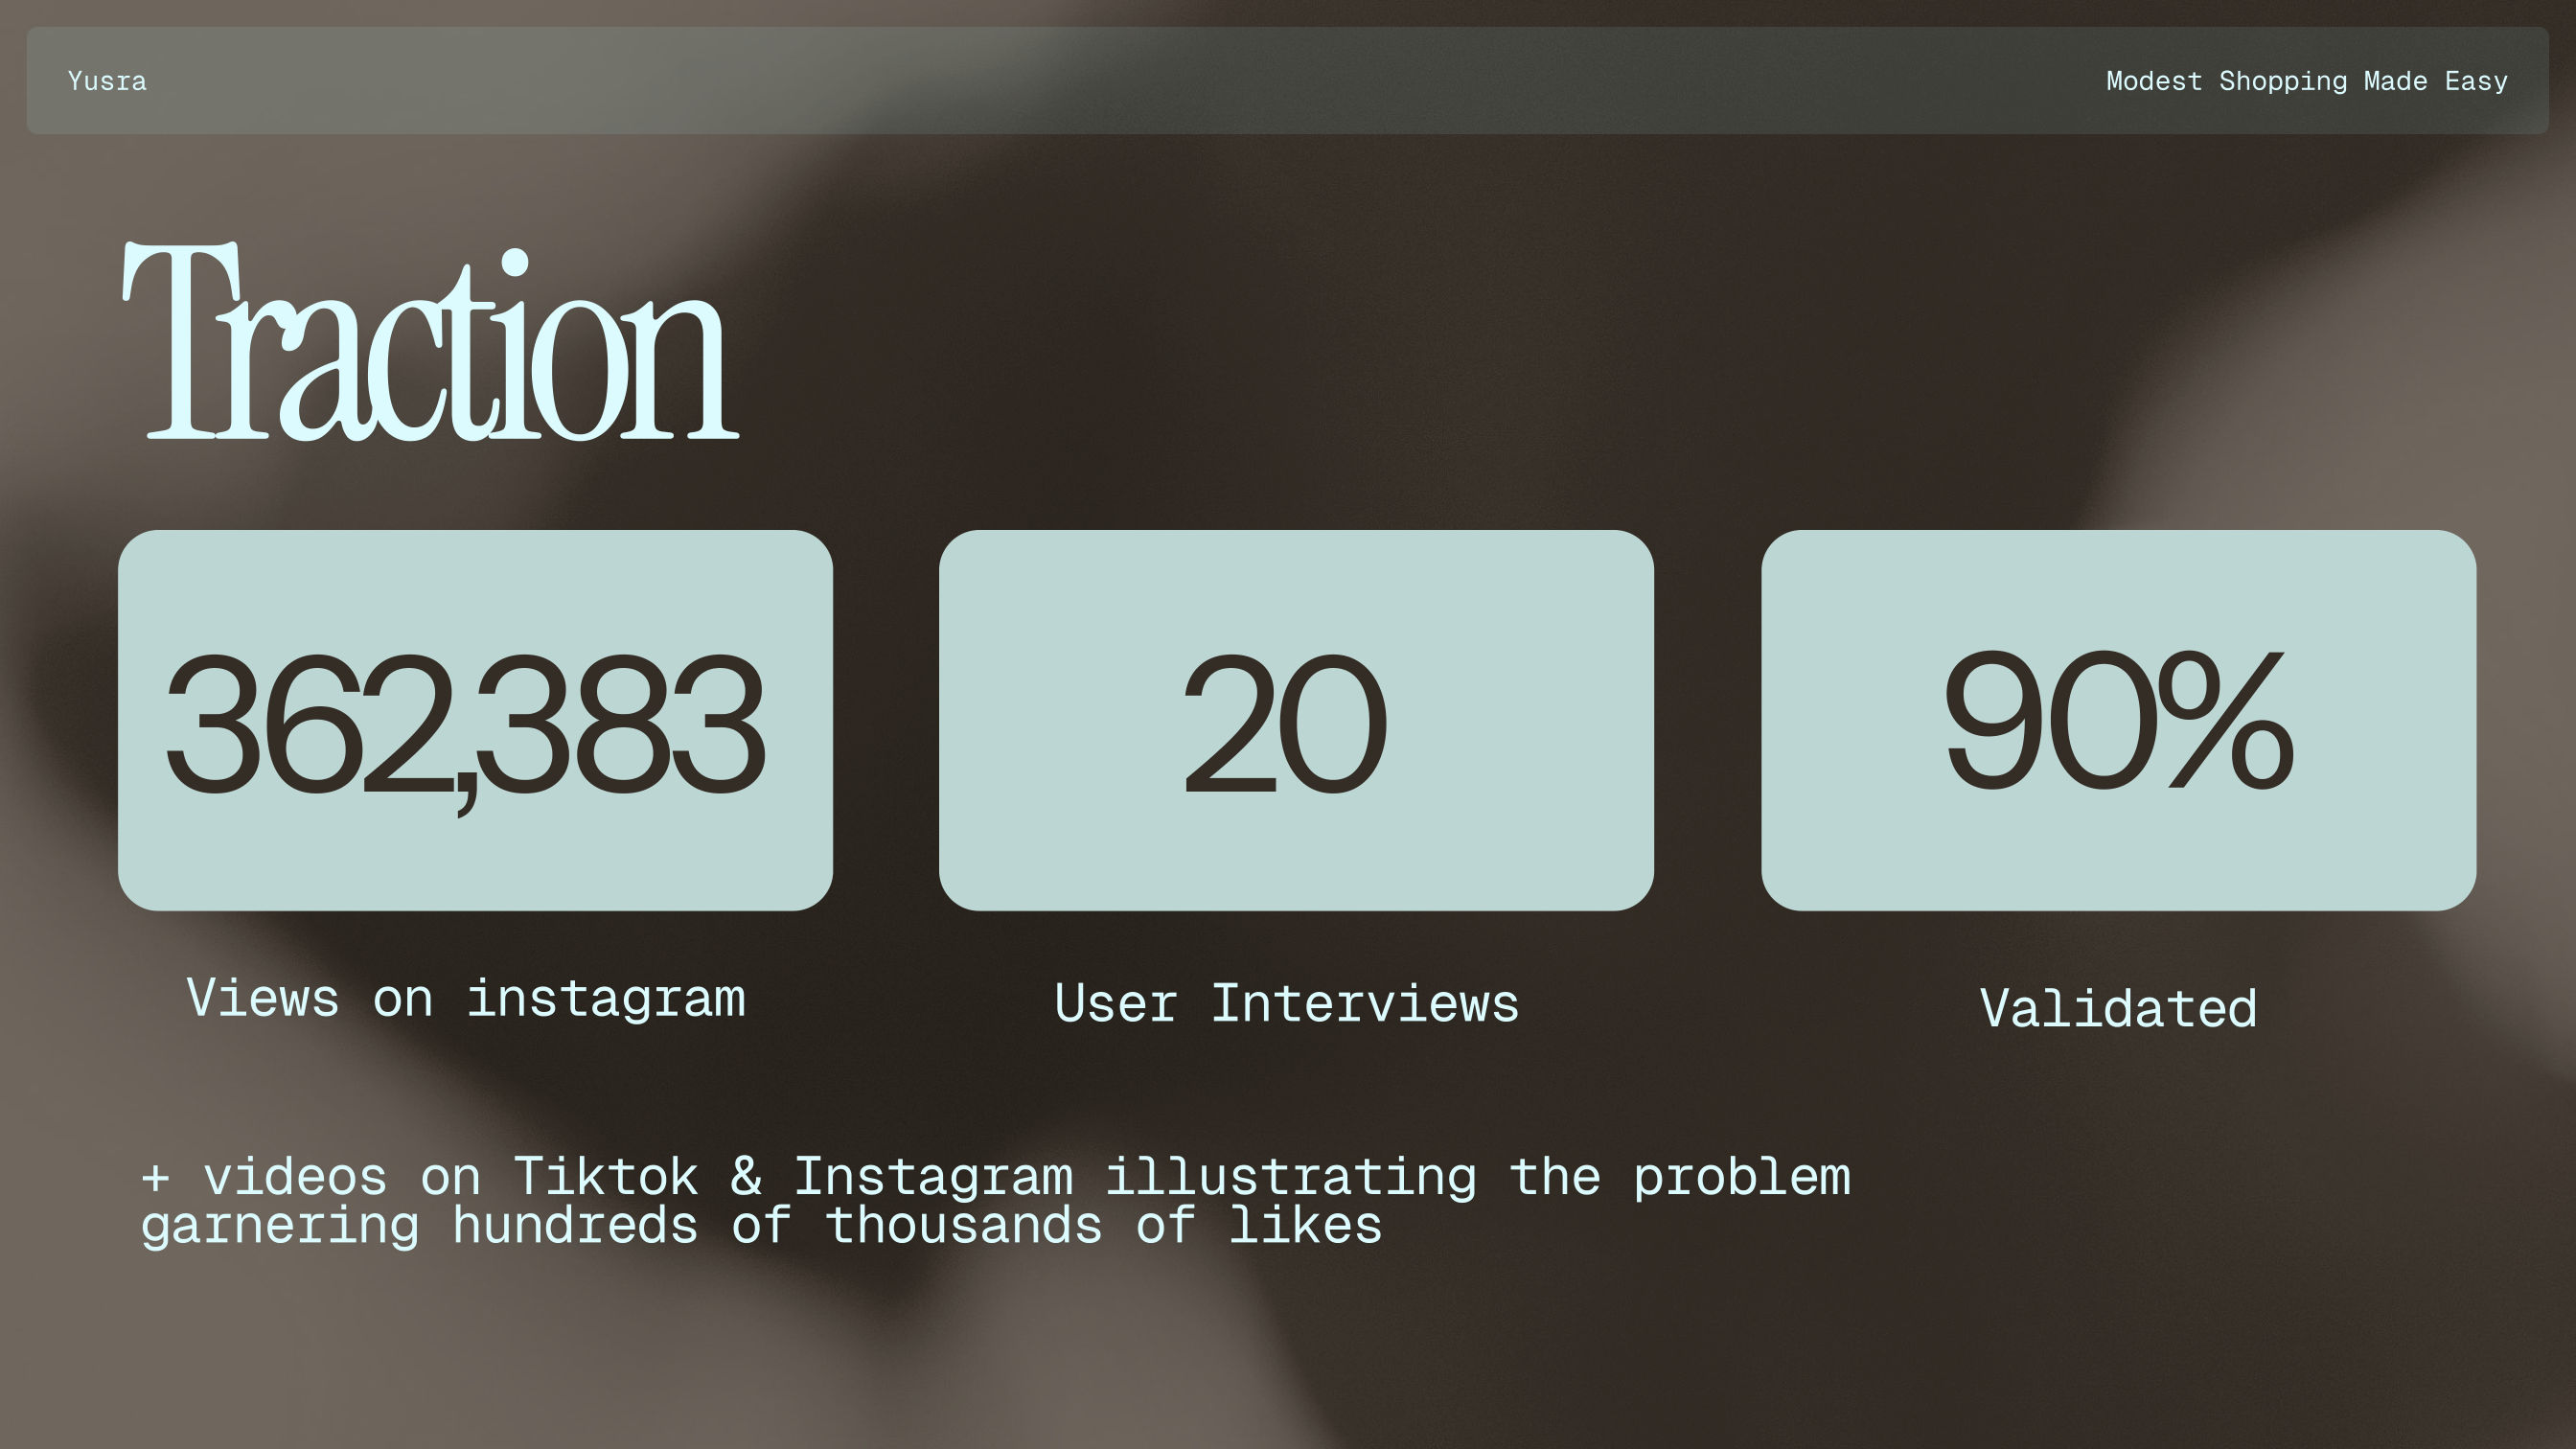 Yusra
Modest Shopping Made Easy
Traction
362,383
20
90%
Views on instagram
User Interviews
Validated
+ videos on Tiktok & Instagram illustrating the problem
garnering hundreds of thousands of likes